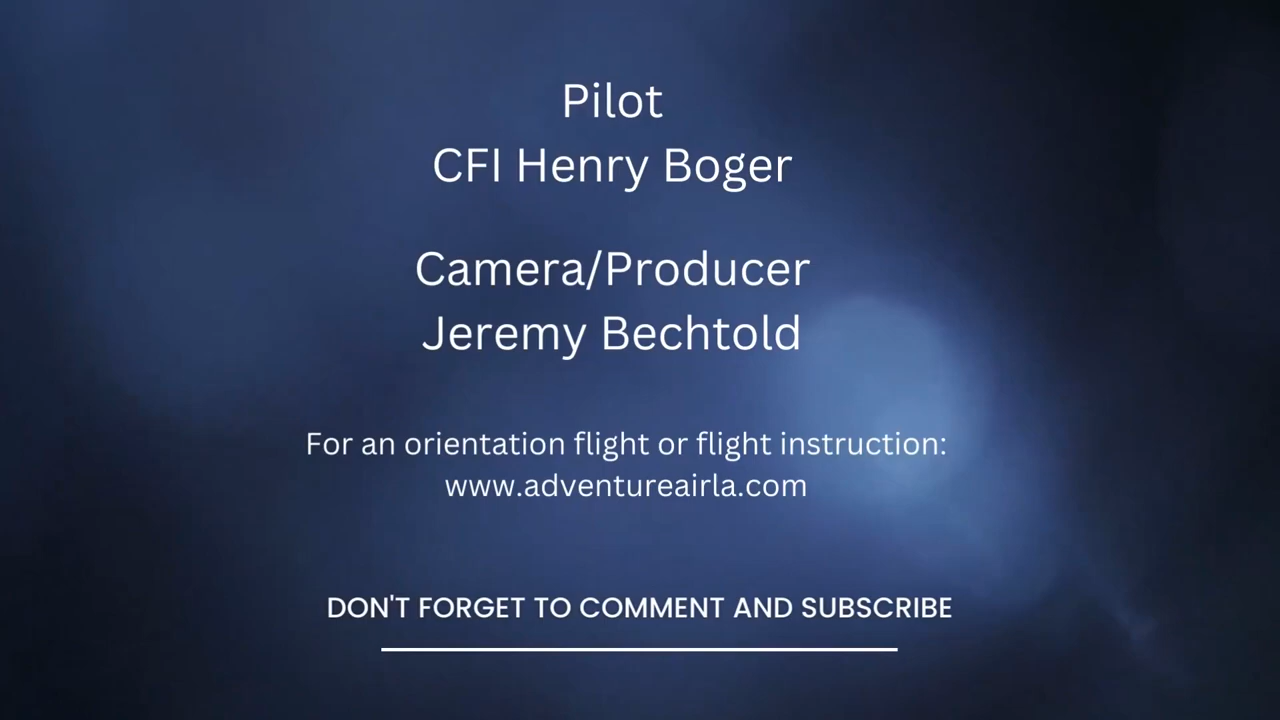 Pilot
CFI Henry Boger
Camera/Producer
Jeremy Bechtold
For an orientation flight or flight instruction:
www.adventureairla.com
DON'T FORGET TO COMMENT AND SUBSCRIBE